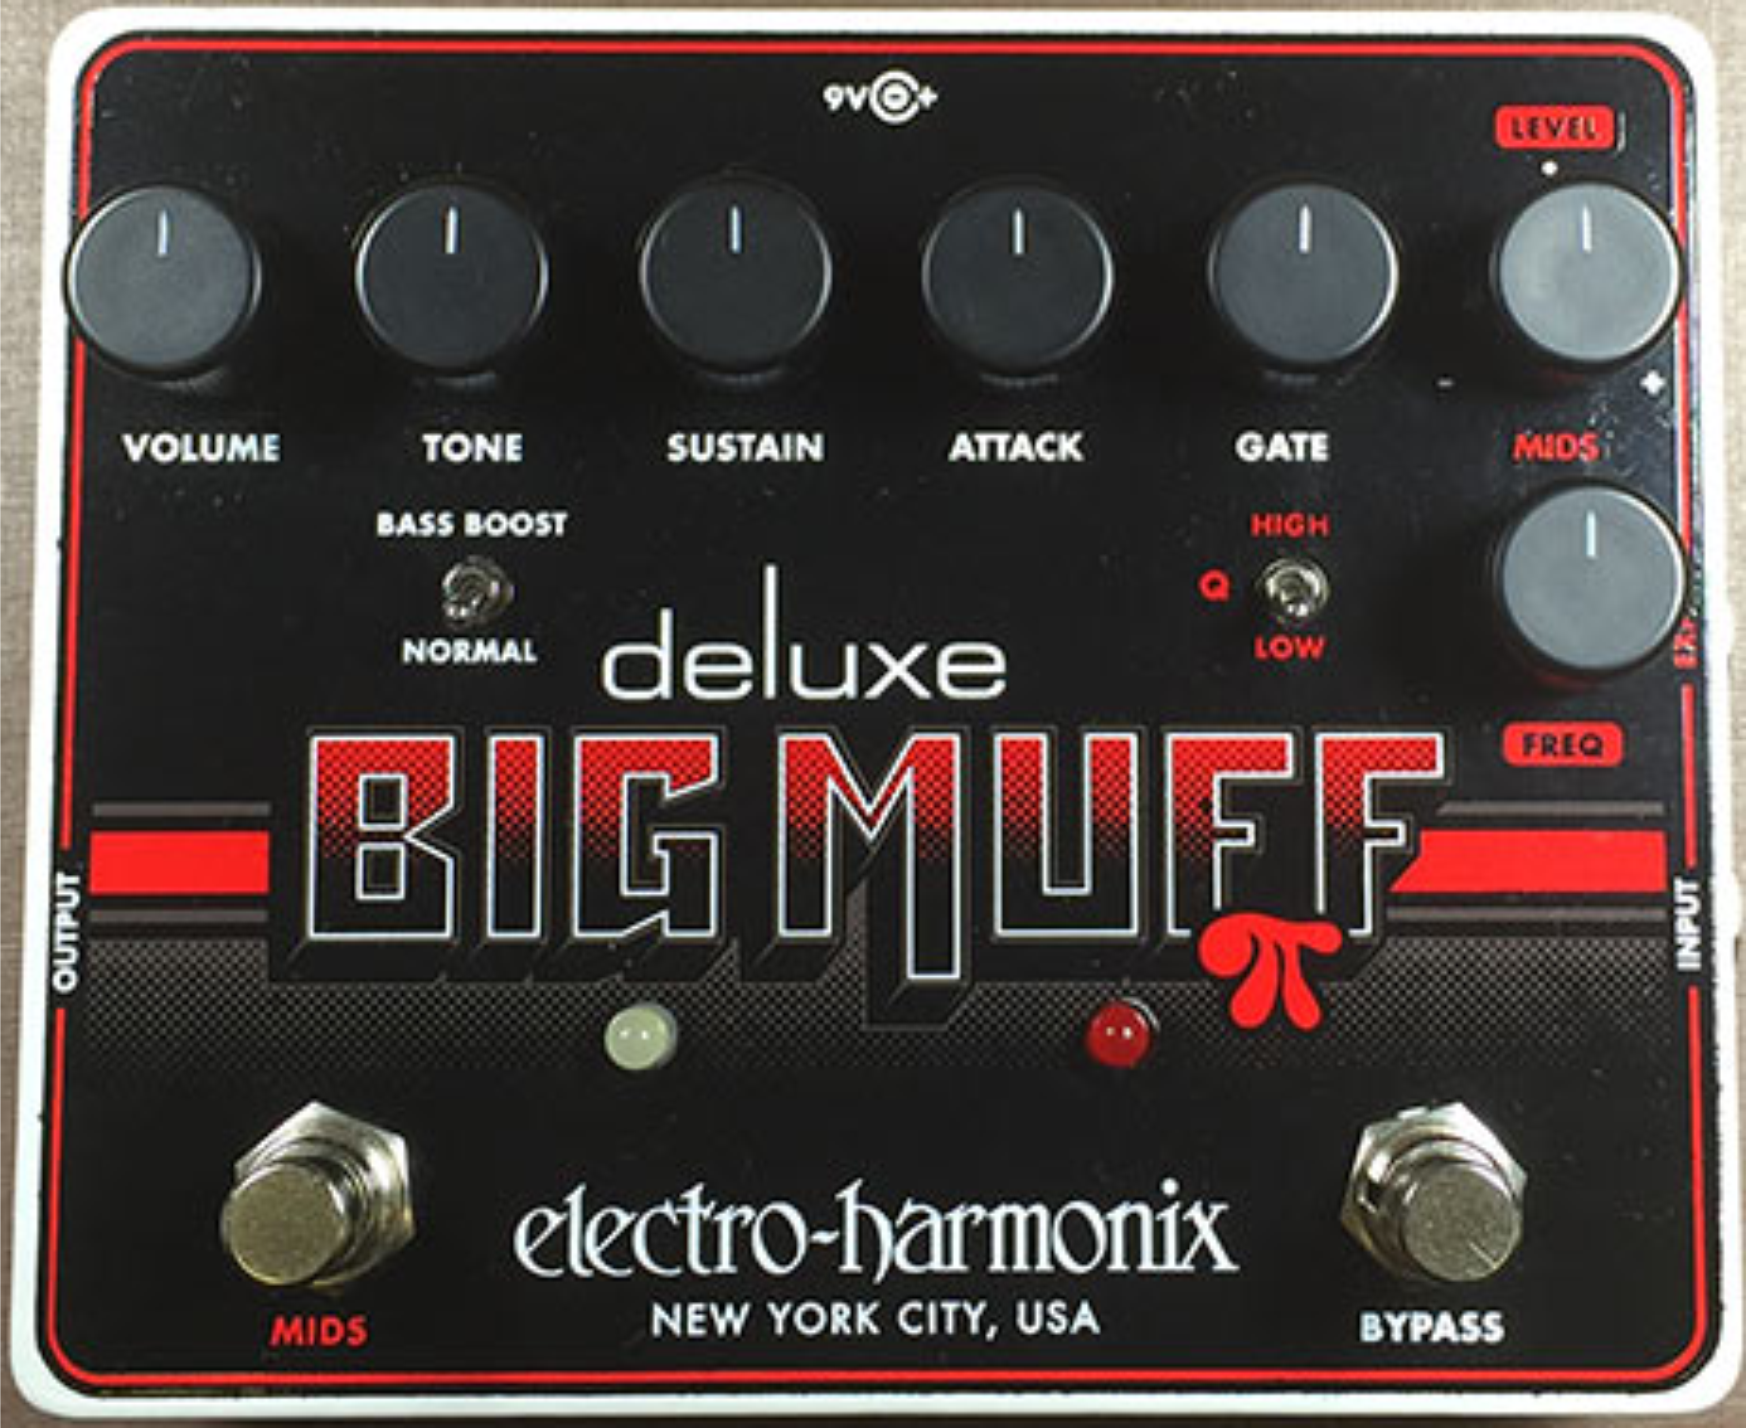 9V - +
LEVEL
- +
VOLUME TONE SUSTAIN ATTACK GATE MIDS
BASS BOOST
NORMAL
HIGH
Q
LOW
EXP.
FREQ
deluxe
BIG MUFF
π
OUTPUT
INPUT
electro-harmonix
NEW YORK CITY, USA
MIDS
BYPASS